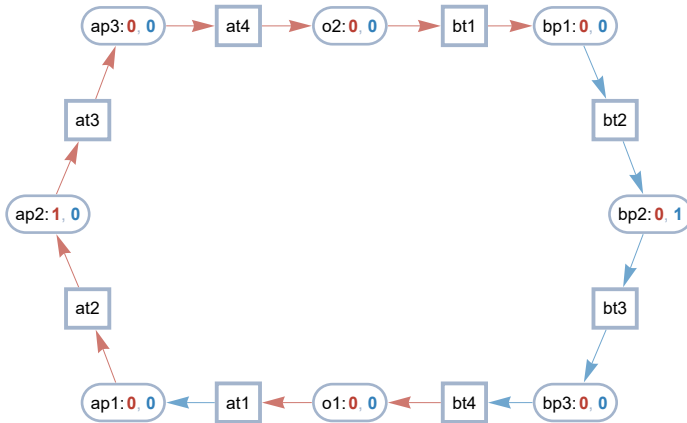 ap3: 0, 0
at4
o2: 0, 0
bt1
bp1: 0, 0
at3
bt2
ap2: 1, 0
bp2: 0, 1
at2
bt3
ap1: 0, 0
at1
o1: 0, 0
bt4
bp3: 0, 0